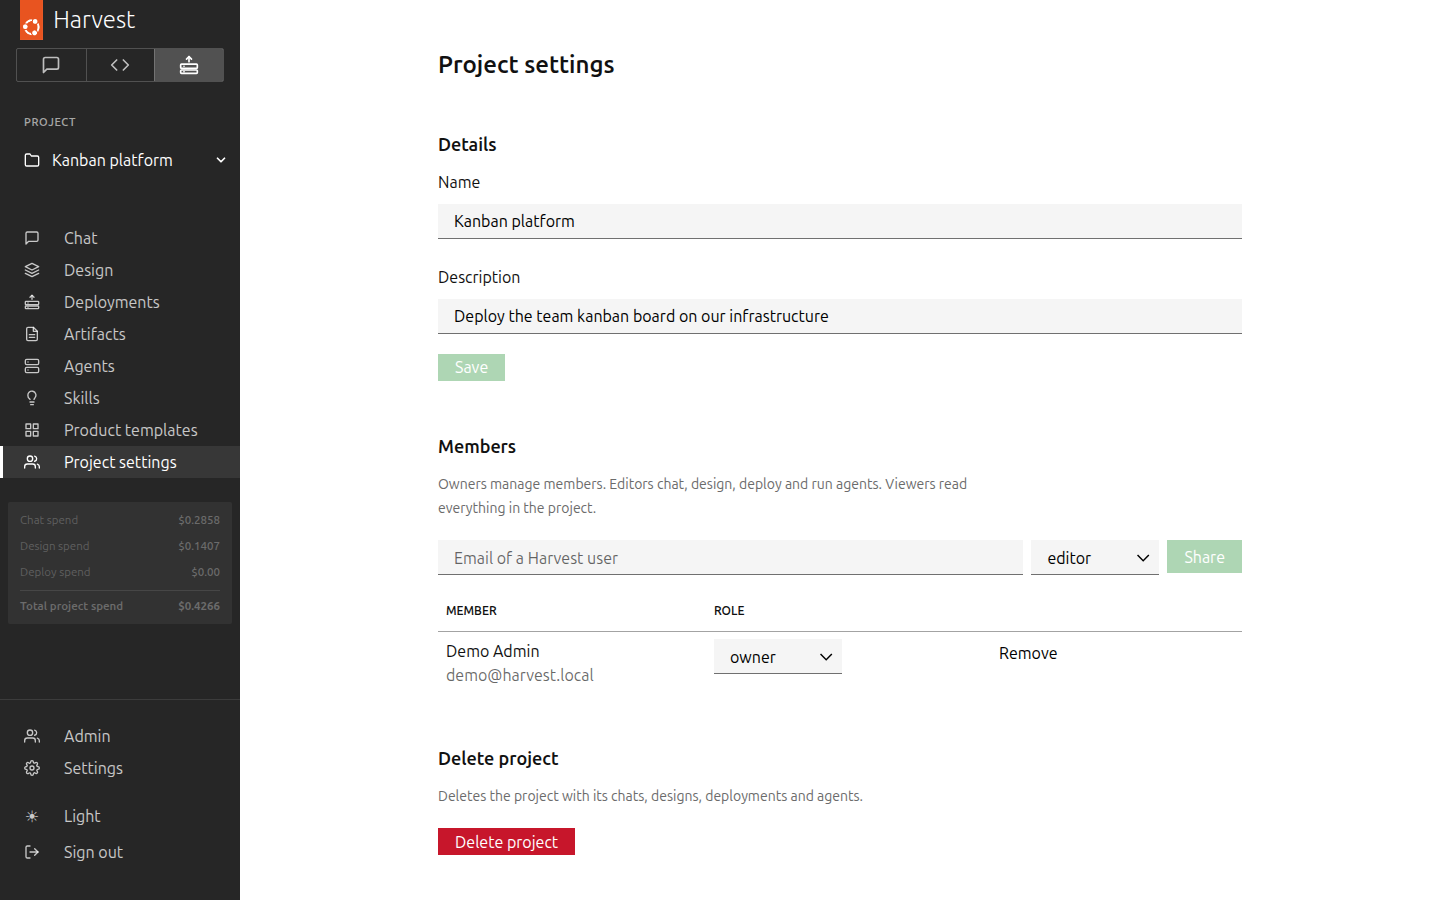 Harvest
PROJECT
Kanban platform
Chat
Design
Deployments
Artifacts
Agents
Skills
Product templates
Project settings
Chat spend $0.2858
Design spend $0.1407
Deploy spend $0.00
Total project spend $0.4266
Admin
Settings
Light
Sign out
Project settings
Details
Name
Kanban platform
Description
Deploy the team kanban board on our infrastructure
Save
Members
Owners manage members. Editors chat, design, deploy and run agents. Viewers read
everything in the project.
Email of a Harvest user editor Share
MEMBER ROLE
Demo Admin owner Remove
demo@harvest.local
Delete project
Deletes the project with its chats, designs, deployments and agents.
Delete project